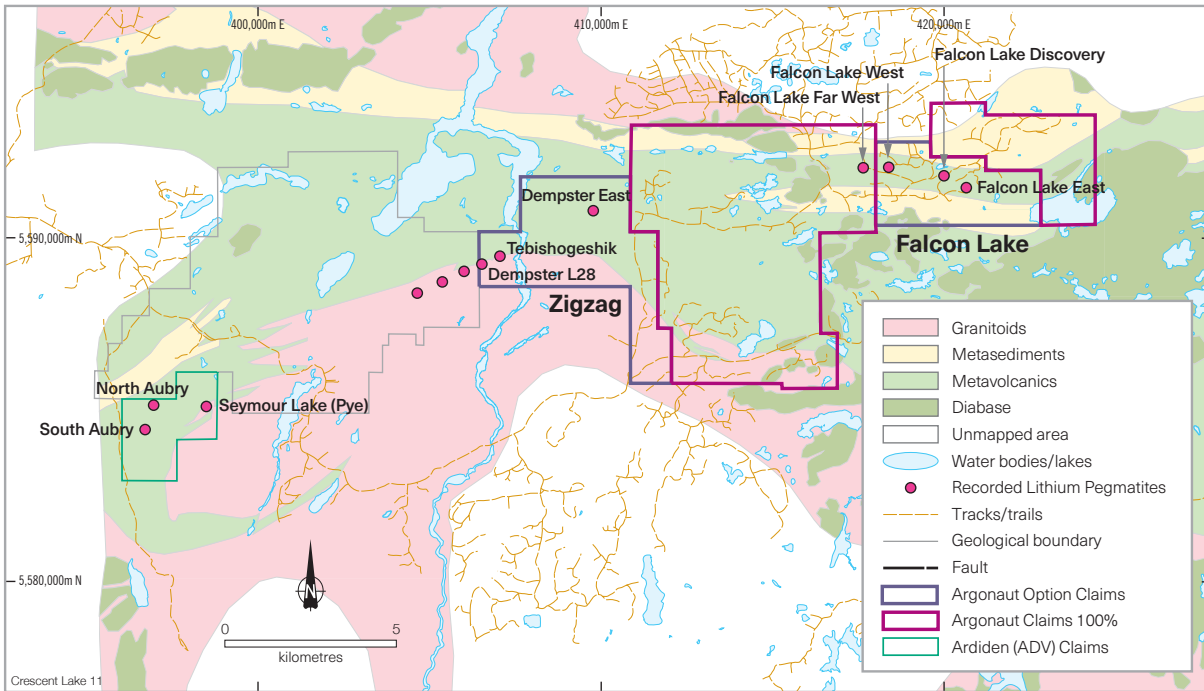 400,000m E
410,000m E
420,000m E
Falcon Lake Discovery
Falcon Lake West
Falcon Lake Far West
Dempster East
Falcon Lake East
5,590,000m N
Tebishogeshik
Falcon Lake
Dempster L28
Zigzag
North Aubry
Seymour Lake (Pye)
South Aubry
5,580,000m N
N
0
5
kilometres
Granitoids
Metasediments
Metavolcanics
Diabase
Unmapped area
Water bodies/lakes
Recorded Lithium Pegmatites
Tracks/trails
Geological boundary
Fault
Argonaut Option Claims
Argonaut Claims 100%
Ardiden (ADV) Claims
Crescent Lake 11